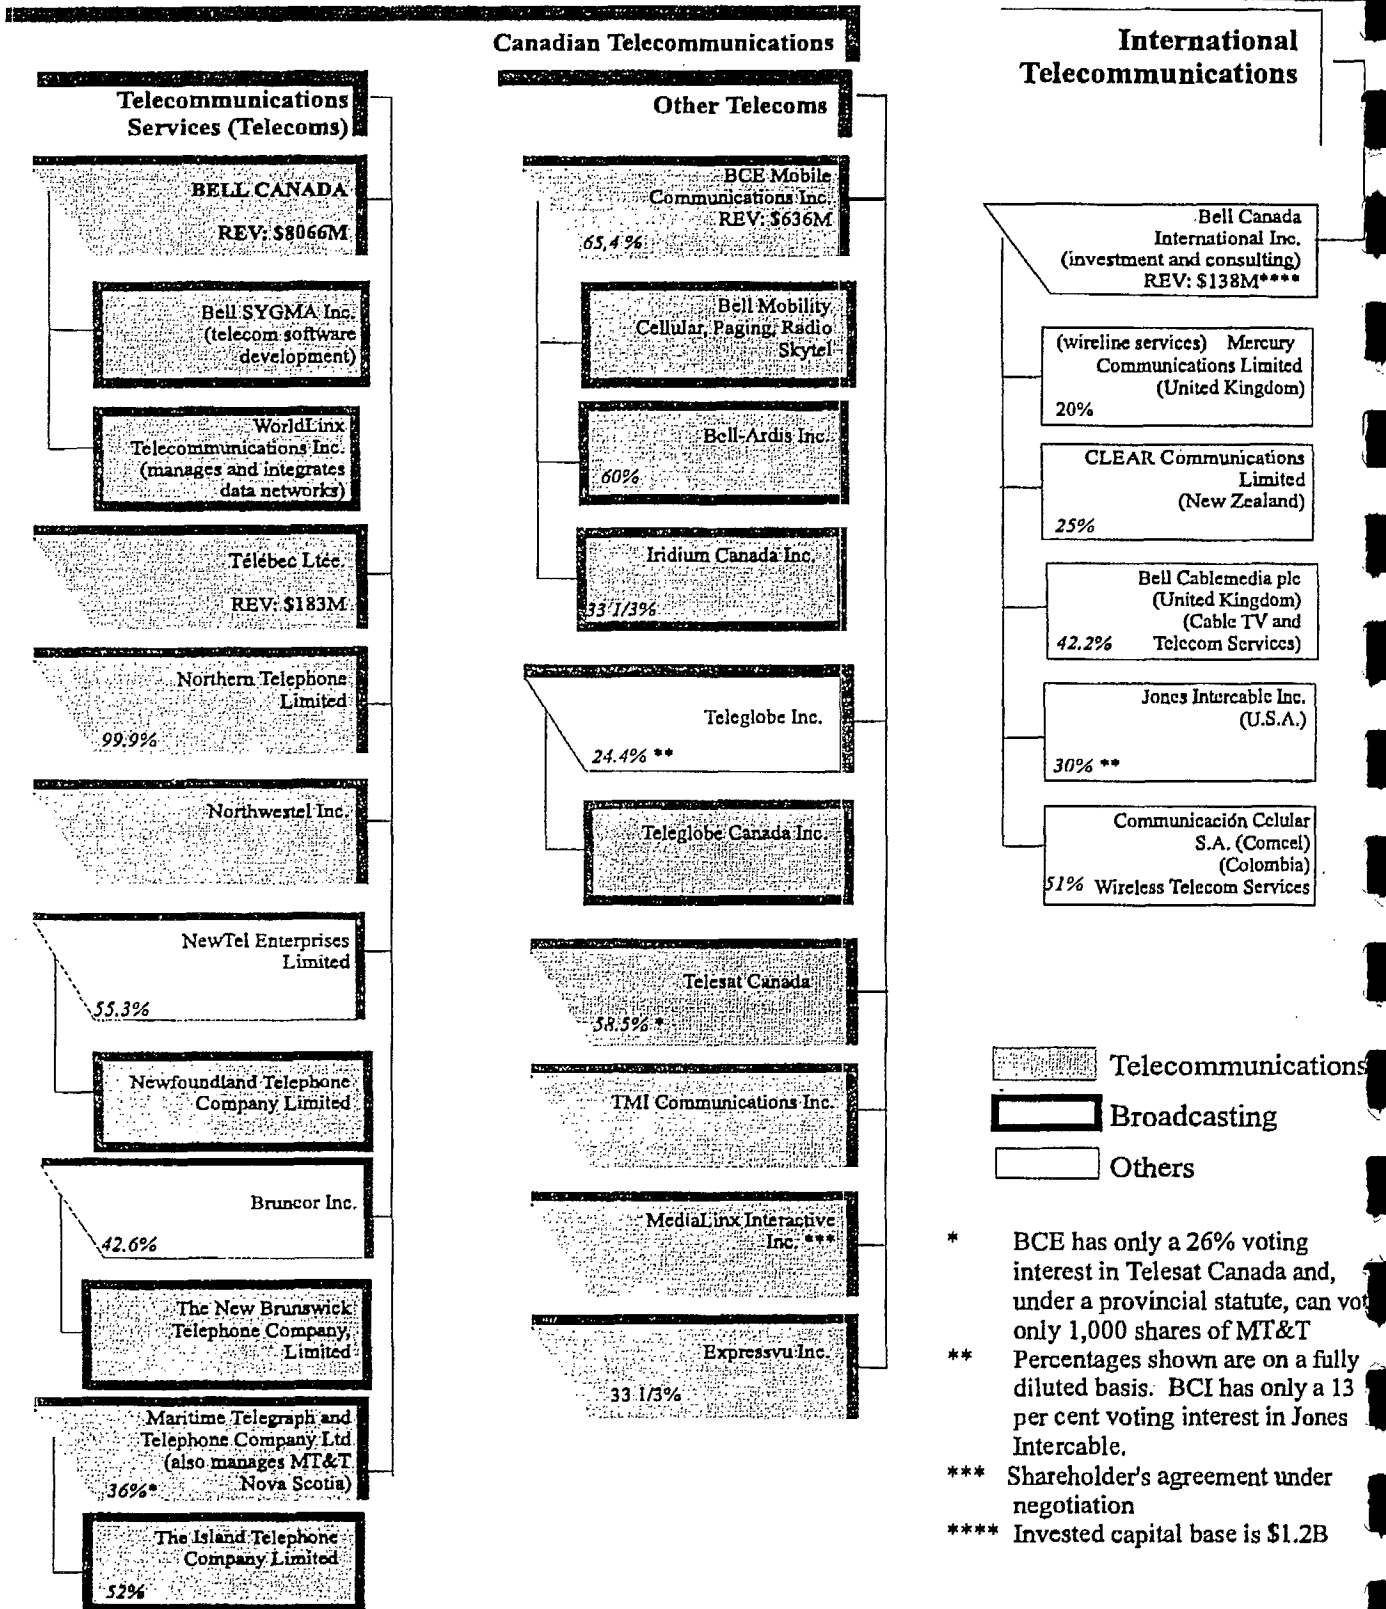 Canadian Telecommunications
Telecommunications
Services (Telecoms)
BELL CANADA
REV: $8066M
Bell SYGMA Inc.
(telecom software
development)
WorldLinx
Telecommunications Inc.
(manages and integrates
data networks)
Télébec Ltée.
REV: $183M
Northern Telephone
Limited
99.9%
Northwestel Inc.
NewTel Enterprises
Limited
55.3%
Newfoundland Telephone
Company Limited
Bruncor Inc.
42.6%
The New Brunswick
Telephone Company,
Limited
Maritime Telegraph and
Telephone Company Ltd
(also manages MT&T
36%* Nova Scotia)
The Island Telephone
Company Limited
52%
Other Telecoms
BCE Mobile
Communications Inc.
REV: $636M
65,4 %
Bell Mobility
Cellular, Paging, Radio
Skytel
Bell-Ardis Inc.
60%
Iridium Canada Inc.
33 1/3%
Teleglobe Inc.
24.4% **
Teleglobe Canada Inc.
Telesat Canada
58.5% *
TMI Communications Inc.
MediaLinx Interactive
Inc. ***
Expressvu Inc.
33 1/3%
International
Telecommunications
Bell Canada
International Inc.
(investment and consulting)
REV: $138M****
(wireline services) Mercury
Communications Limited
(United Kingdom)
20%
CLEAR Communications
Limited
(New Zealand)
25%
Bell Cablemedia plc
(United Kingdom)
(Cable TV and
42.2% Telecom Services)
Jones Intercable Inc.
(U.S.A.)
30% **
Communicación Celular
S.A. (Comcel)
(Colombia)
51% Wireless Telecom Services
Telecommunications
Broadcasting
Others
* BCE has only a 26% voting
interest in Telesat Canada and,
under a provincial statute, can vot
only 1,000 shares of MT&T
** Percentages shown are on a fully
diluted basis. BCI has only a 13
per cent voting interest in Jones
Intercable.
*** Shareholder's agreement under
negotiation
**** Invested capital base is $1.2B